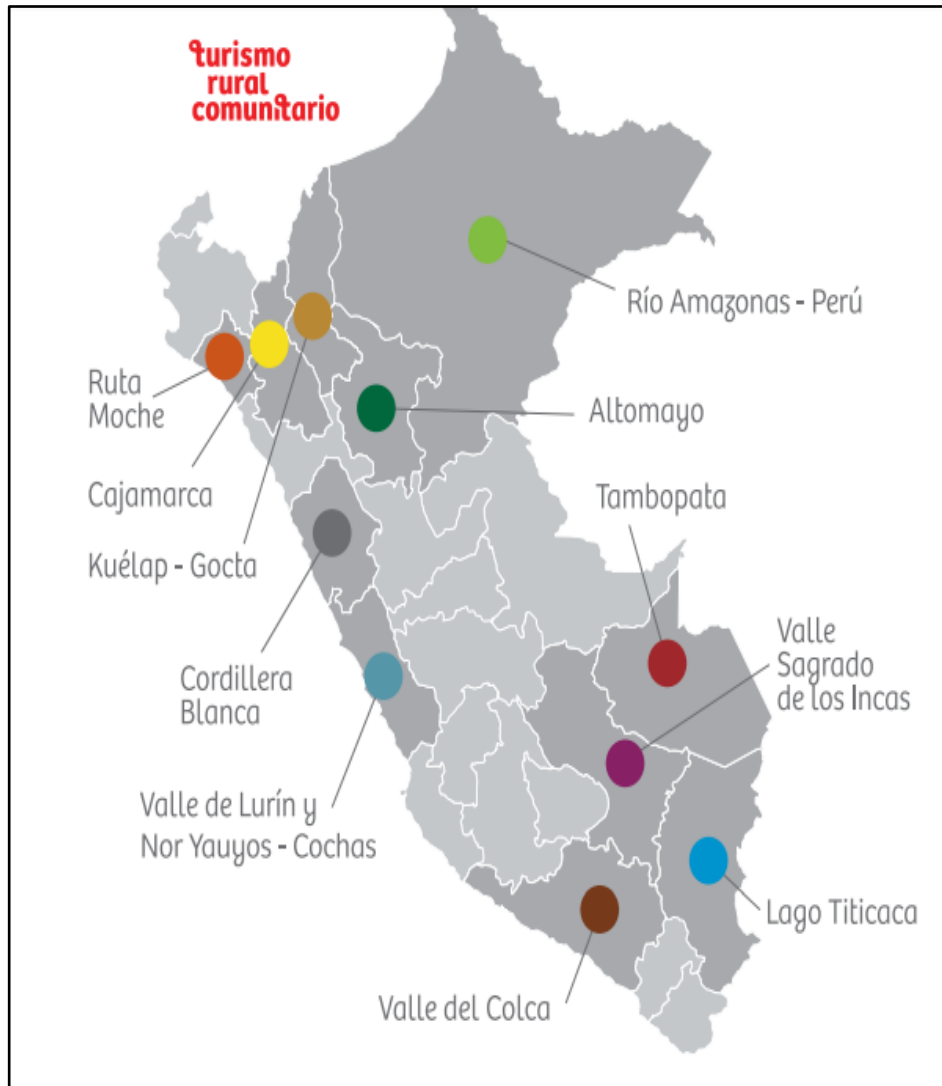 turismo
rural
comunitario
Río Amazonas - Perú
Ruta
Moche
Altomayo
Cajamarca
Tambopata
Kuélap - Gocta
Valle
Sagrado
de los Incas
Cordillera
Blanca
Valle de Lurín y
Nor Yauyos - Cochas
Lago Titicaca
Valle del Colca